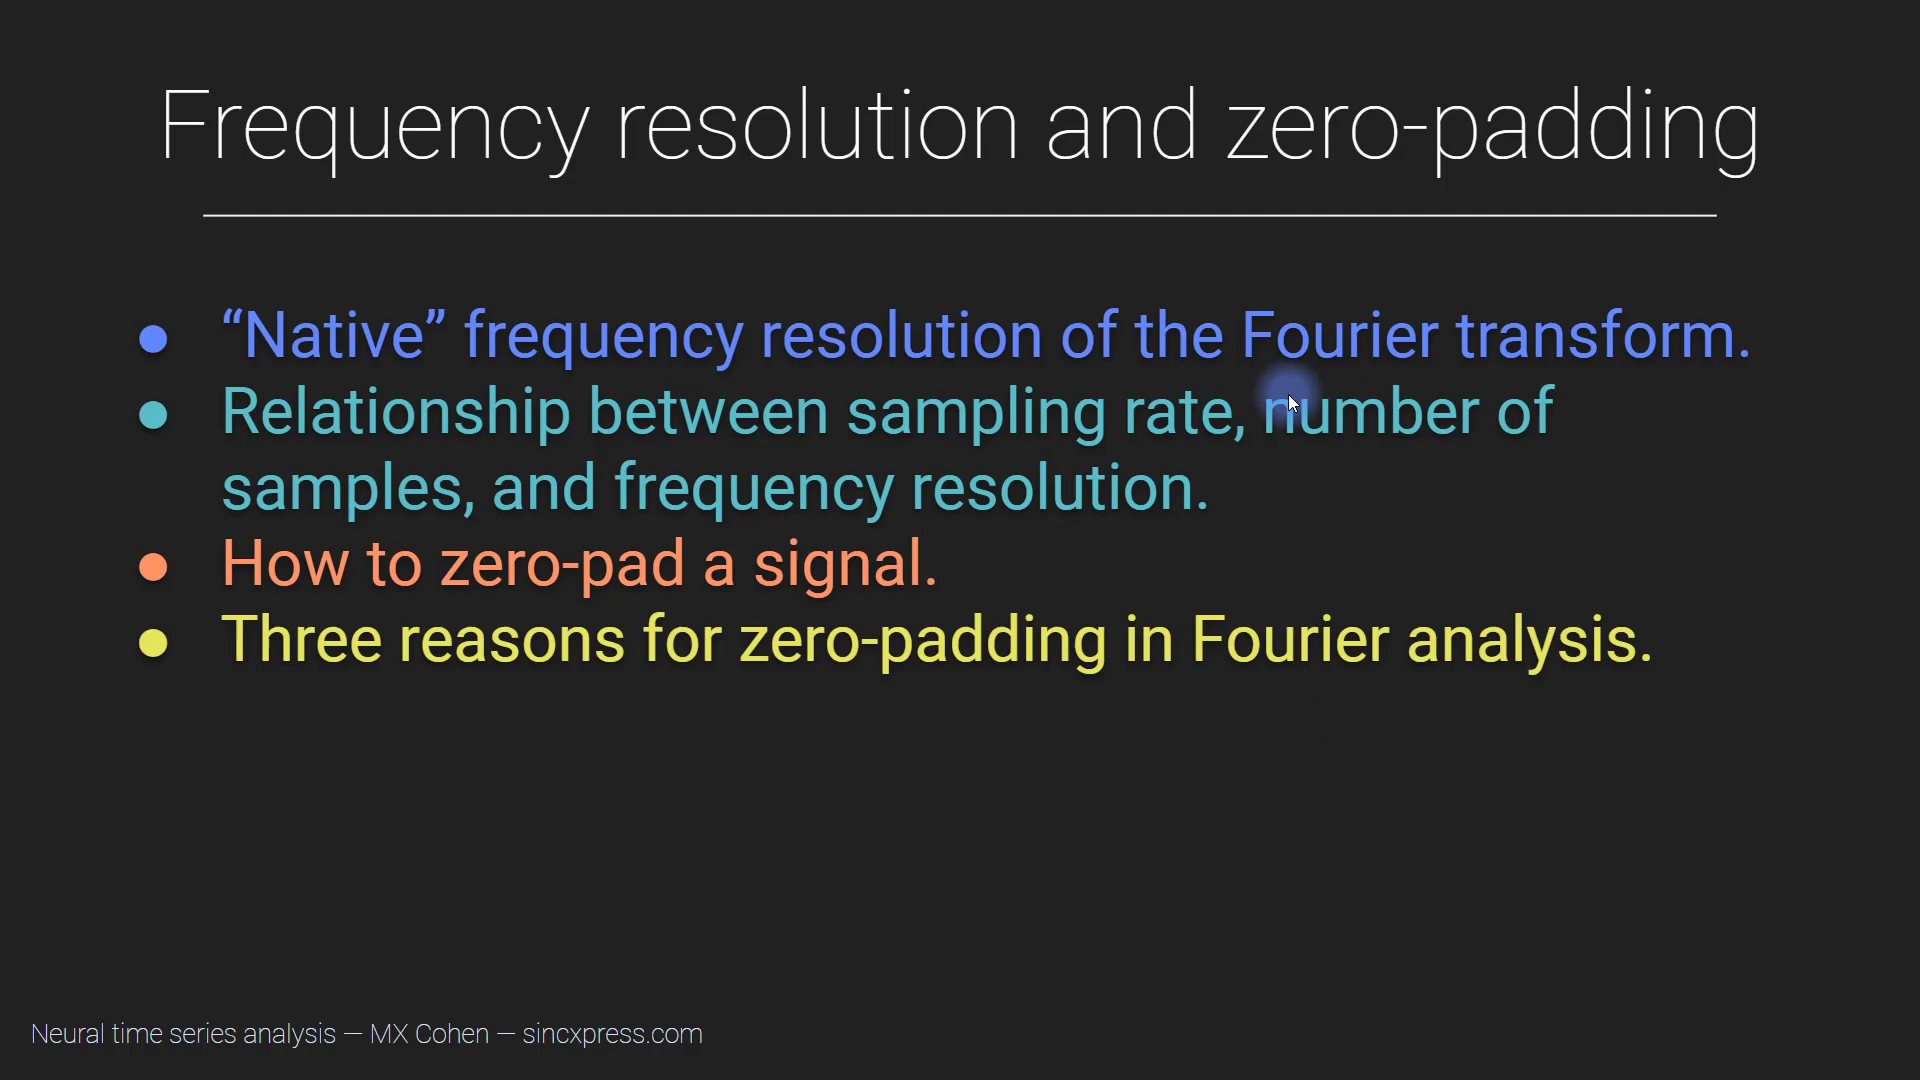 Frequency resolution and zero-padding
● “Native” frequency resolution of the Fourier transform.
● Relationship between sampling rate, number of
samples, and frequency resolution.
● How to zero-pad a signal.
● Three reasons for zero-padding in Fourier analysis.
Neural time series analysis — MX Cohen — sincxpress.com